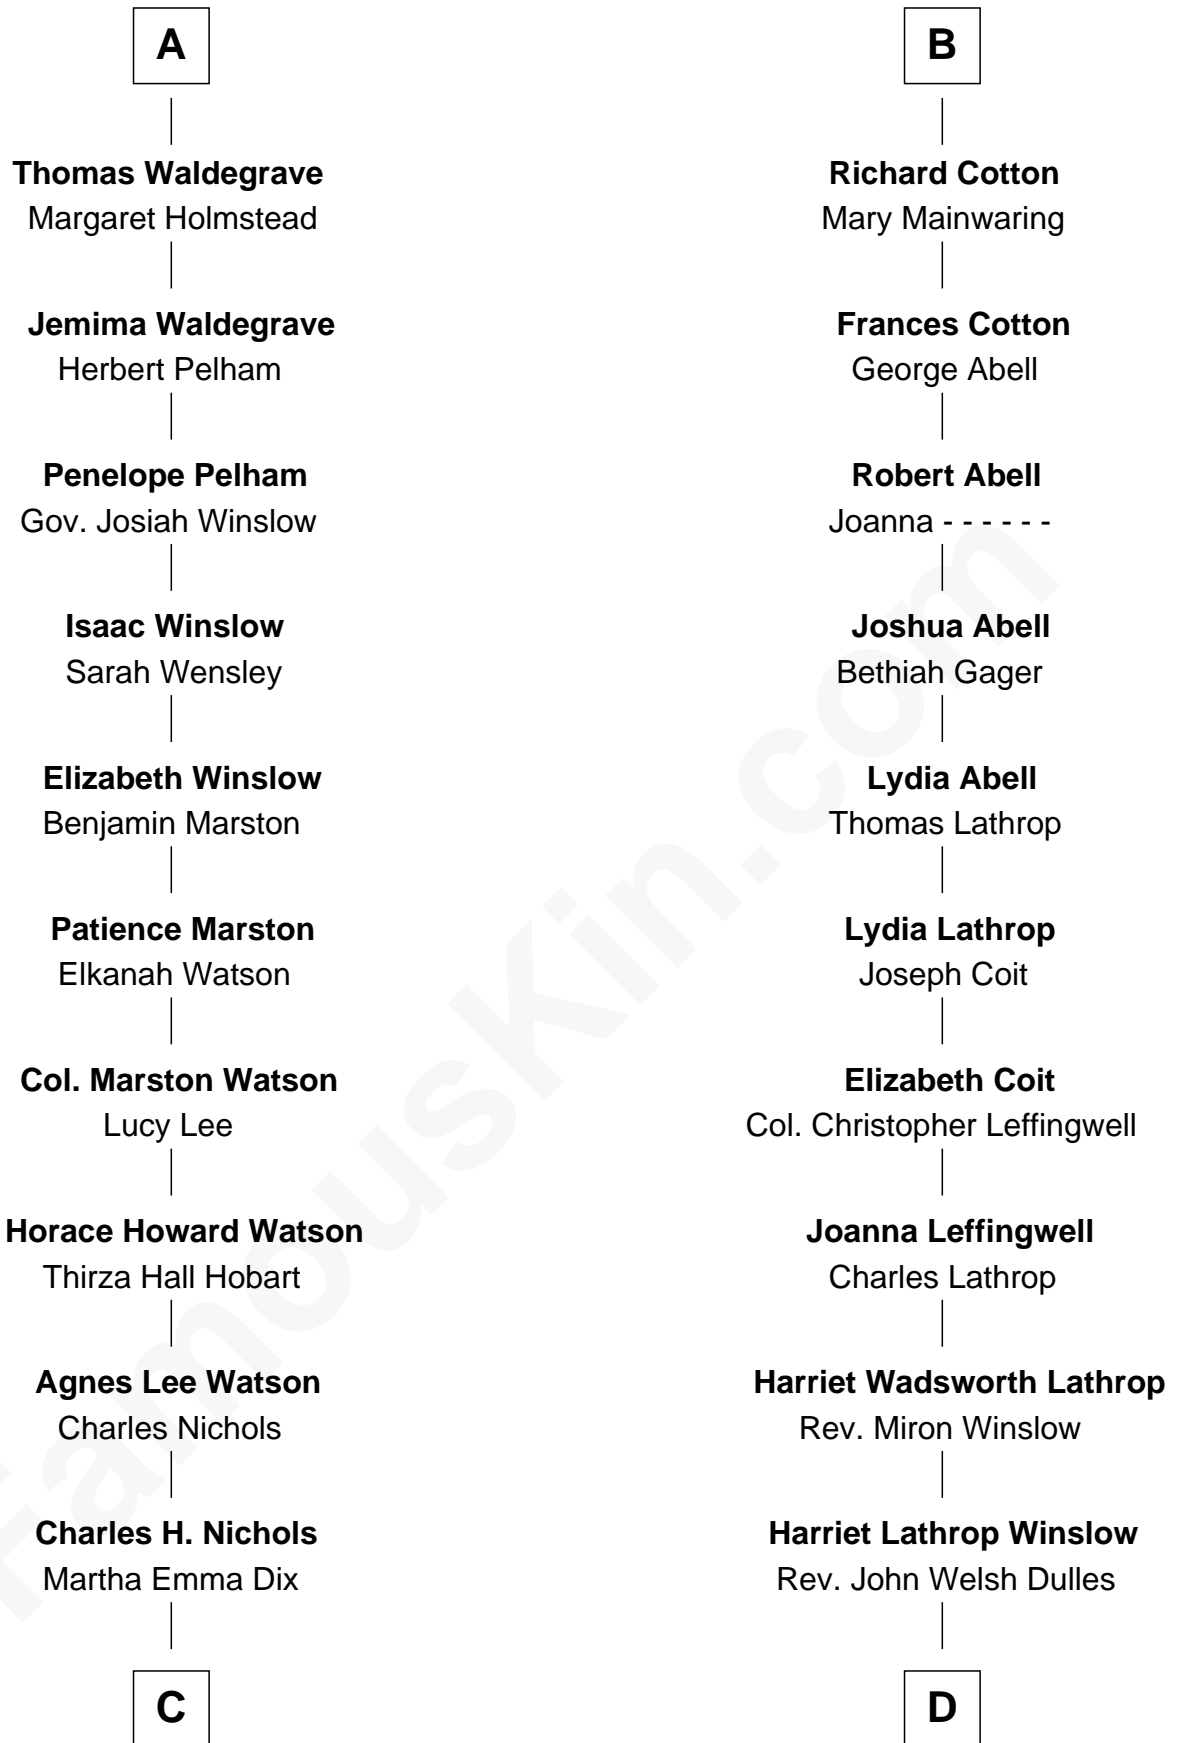 A
Thomas Waldegrave
Margaret Holmstead
Jemima Waldegrave
Herbert Pelham
Penelope Pelham
Gov. Josiah Winslow
Isaac Winslow
Sarah Wensley
Elizabeth Winslow
Benjamin Marston
Patience Marston
Elkanah Watson
Col. Marston Watson
Lucy Lee
Horace Howard Watson
Thirza Hall Hobart
Agnes Lee Watson
Charles Nichols
Charles H. Nichols
Martha Emma Dix
C
B
Richard Cotton
Mary Mainwaring
Frances Cotton
George Abell
Robert Abell
Joanna - - - - - -
Joshua Abell
Bethiah Gager
Lydia Abell
Thomas Lathrop
Lydia Lathrop
Joseph Coit
Elizabeth Coit
Col. Christopher Leffingwell
Joanna Leffingwell
Charles Lathrop
Harriet Wadsworth Lathrop
Rev. Miron Winslow
Harriet Lathrop Winslow
Rev. John Welsh Dulles
D
FamousKin.com